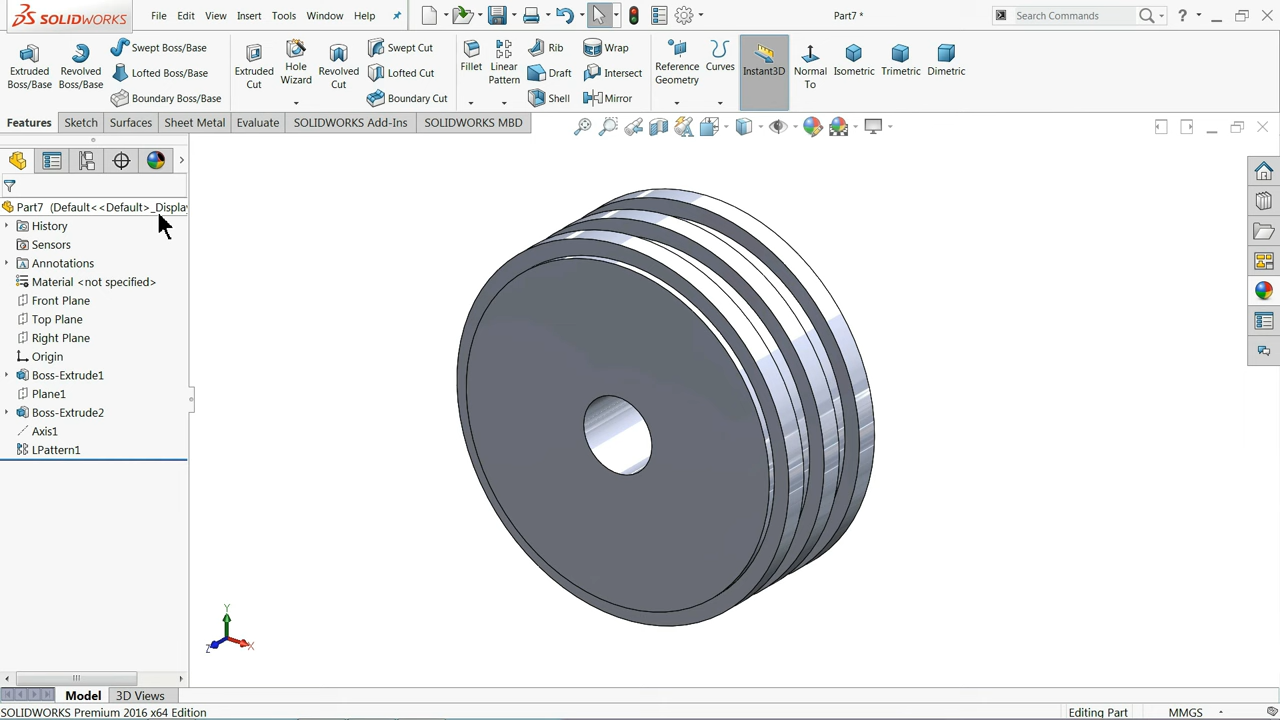 SOLIDWORKS File Edit View Insert Tools Window Help Part7 * Search Commands ?
Extruded Boss/Base
Revolved Boss/Base
Swept Boss/Base
Lofted Boss/Base
Boundary Boss/Base
Extruded Cut
Hole Wizard
Revolved Cut
Swept Cut
Lofted Cut
Boundary Cut
Fillet
Linear Pattern
Rib
Draft
Shell
Wrap
Intersect
Mirror
Reference Geometry
Curves
Instant3D
Normal To
Isometric
Trimetric
Dimetric
Features Sketch Surfaces Sheet Metal Evaluate SOLIDWORKS Add-Ins SOLIDWORKS MBD
Part7 (Default<<Default>_Display
History
Sensors
Annotations
Material <not specified>
Front Plane
Top Plane
Right Plane
Origin
Boss-Extrude1
Plane1
Boss-Extrude2
Axis1
LPattern1
Y
Z X
Model 3D Views
SOLIDWORKS Premium 2016 x64 Edition Editing Part MMGS